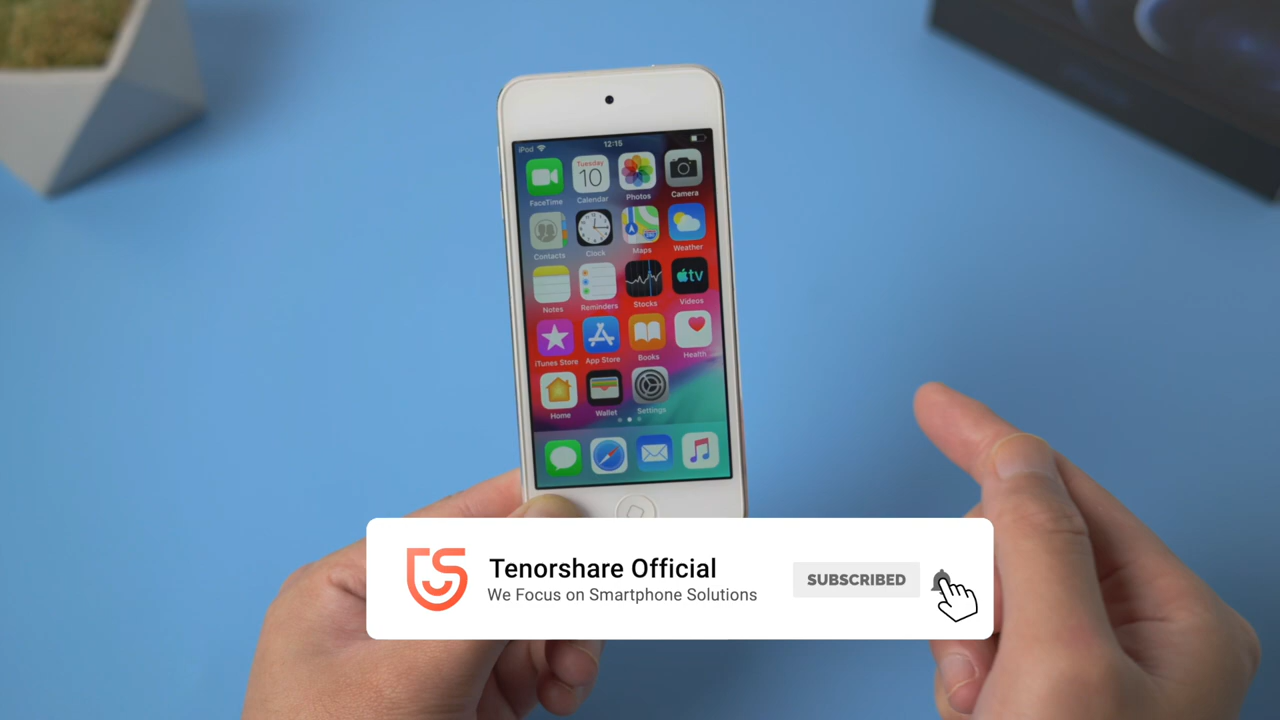 iPod 12:15
Tuesday
10
FaceTime Calendar Photos Camera
Contacts Clock Maps Weather
tv
Notes Reminders Stocks Videos
iTunes Store App Store Books Health
Home Wallet Settings
Tenorshare Official
We Focus on Smartphone Solutions
SUBSCRIBED